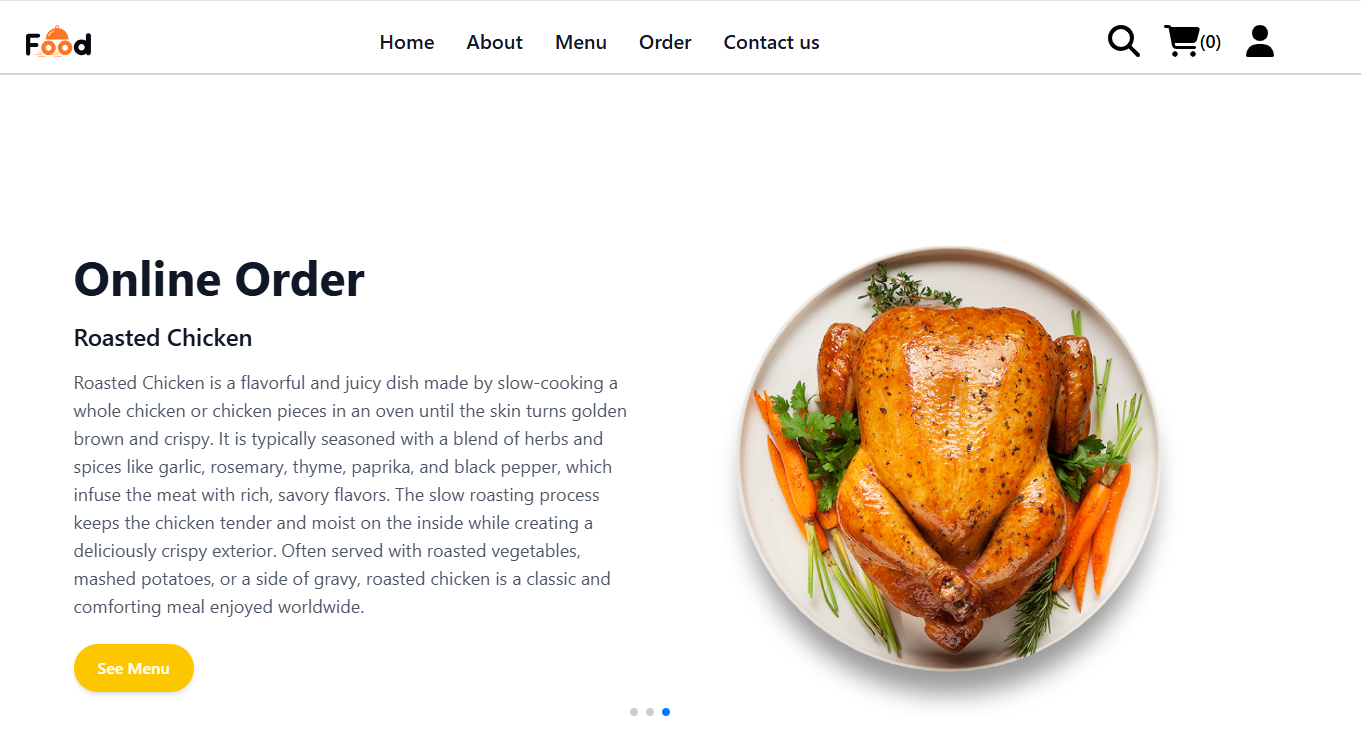 Food
Home About Menu Order Contact us
(0)
Online Order
Roasted Chicken
Roasted Chicken is a flavorful and juicy dish made by slow-cooking a
whole chicken or chicken pieces in an oven until the skin turns golden
brown and crispy. It is typically seasoned with a blend of herbs and
spices like garlic, rosemary, thyme, paprika, and black pepper, which
infuse the meat with rich, savory flavors. The slow roasting process
keeps the chicken tender and moist on the inside while creating a
deliciously crispy exterior. Often served with roasted vegetables,
mashed potatoes, or a side of gravy, roasted chicken is a classic and
comforting meal enjoyed worldwide.
See Menu